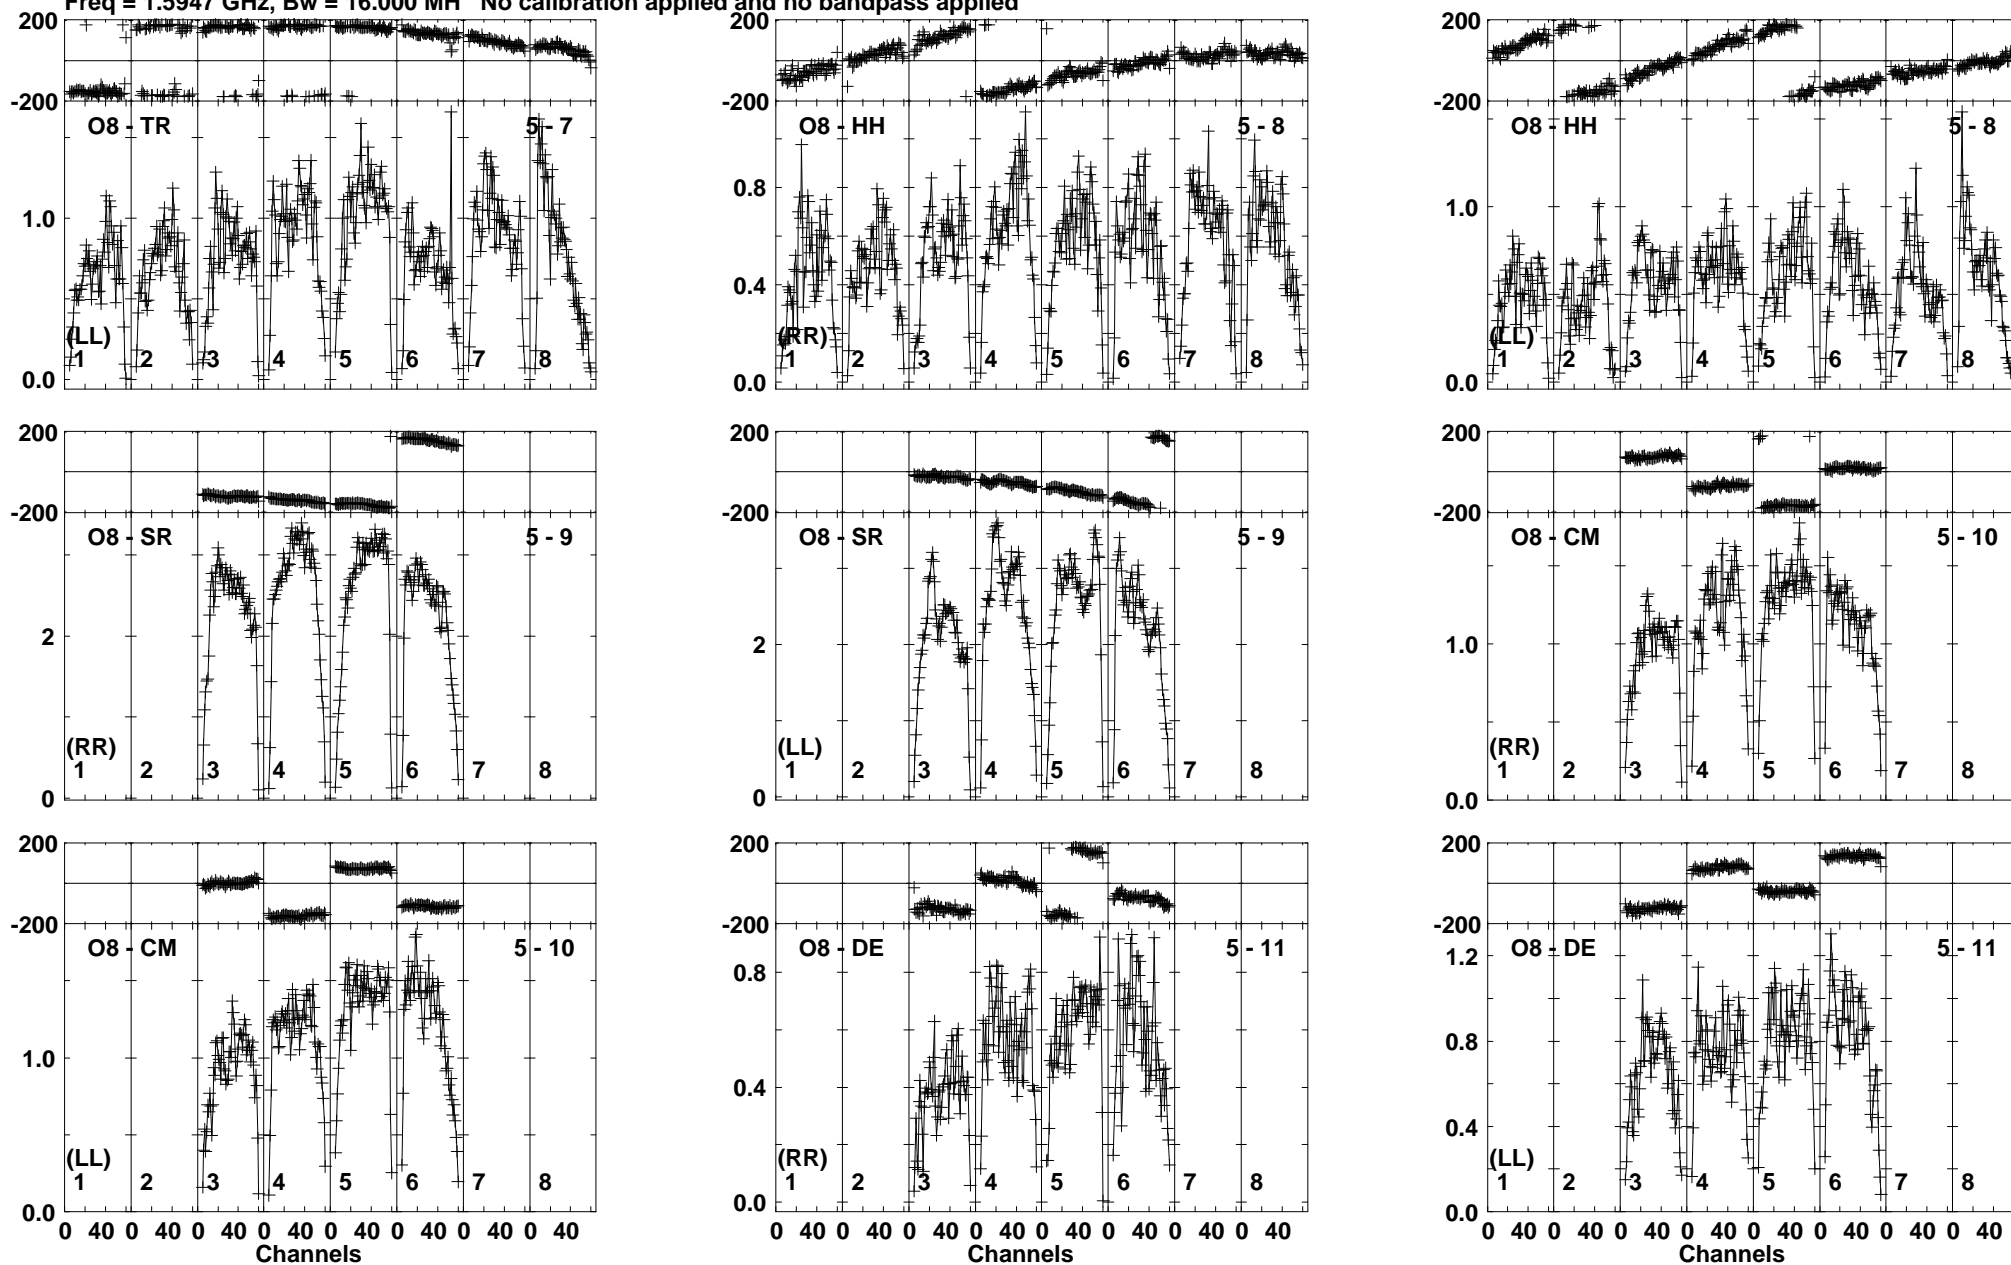 Freq = 1.5947 GHz, Bw = 16.000 MH No calibration applied and no bandpass applied
200 200 200
-200 -200 -200
O8 - TR 5 - 7 O8 - HH 5 - 8 O8 - HH 5 - 8
1.0 0.8 1.0
0.4
(LL) (RR) (LL)
1 2 3 4 5 6 7 8 1 2 3 4 5 6 7 8 1 2 3 4 5 6 7 8
0.0 0.0 0.0
200 200 200
-200 -200 -200
O8 - SR 5 - 9 O8 - SR 5 - 9 O8 - CM 5 - 10
2 2 1.0
(RR) (LL) (RR)
1 2 3 4 5 6 7 8 1 2 3 4 5 6 7 8 1 2 3 4 5 6 7 8
0 0 0.0
200 200 200
-200 -200 -200
O8 - CM 5 - 10 O8 - DE 5 - 11 O8 - DE 5 - 11
0.8 1.2
1.0 0.4 0.8
0.4
(LL) (RR) (LL)
1 2 3 4 5 6 7 8 1 2 3 4 5 6 7 8 1 2 3 4 5 6 7 8
0.0 0.0 0.0
0 40 0 40 0 40 0 40 0 40 0 40 0 40 0 40 0 40 0 40 0 40 0 40 0 40 0 40 0 40 0 40 0 40 0 40 0 40 0 40 0 40 0 40 0 40 0 40
Channels Channels Channels